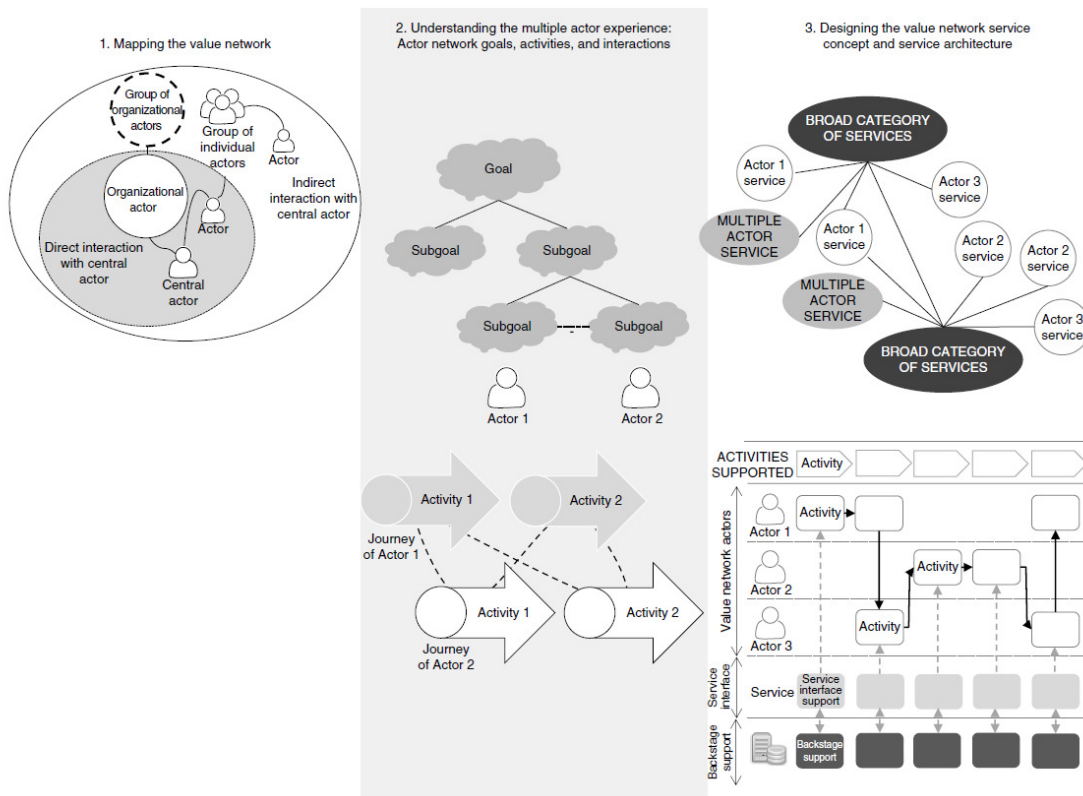 1. Mapping the value network
Group of
organizational
actors
Group of
individual
actors
Actor
Organizational
actor
Indirect
interaction with
central actor
Actor
Direct interaction
with central
actor
Central
actor
2. Understanding the multiple actor experience:
Actor network goals, activities, and interactions
Goal
Subgoal
Subgoal
Subgoal
Subgoal
Actor 1
Actor 2
Activity 1
Activity 2
Journey
of Actor 1
Activity 1
Activity 2
Journey
of Actor 2
3. Designing the value network service
concept and service architecture
BROAD CATEGORY
OF SERVICES
Actor 1
service
Actor 3
service
MULTIPLE
ACTOR
SERVICE
Actor 1
service
Actor 2
service
Actor 2
service
MULTIPLE
ACTOR
SERVICE
Actor 3
service
BROAD CATEGORY
OF SERVICES
ACTIVITIES
SUPPORTED
Activity
Value network actors
Actor 1
Activity
Actor 2
Activity
Actor 3
Activity
Service
interface
Service
Service
interface
support
Backstage
support
Backstage
support